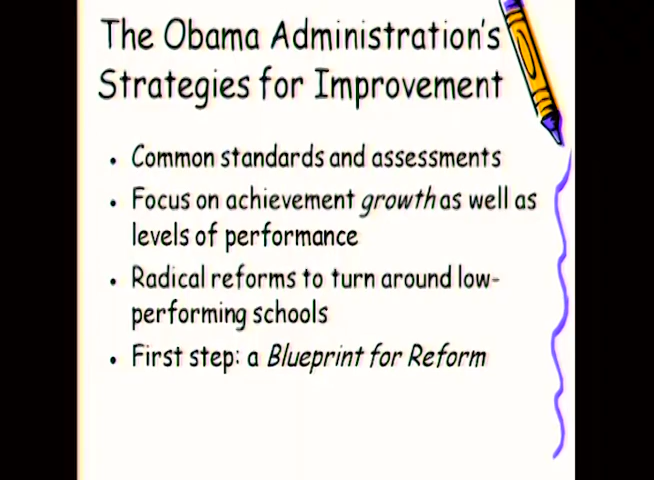 The Obama Administration's
Strategies for Improvement
• Common standards and assessments
• Focus on achievement growth as well as
levels of performance
• Radical reforms to turn around low-
performing schools
• First step: a Blueprint for Reform